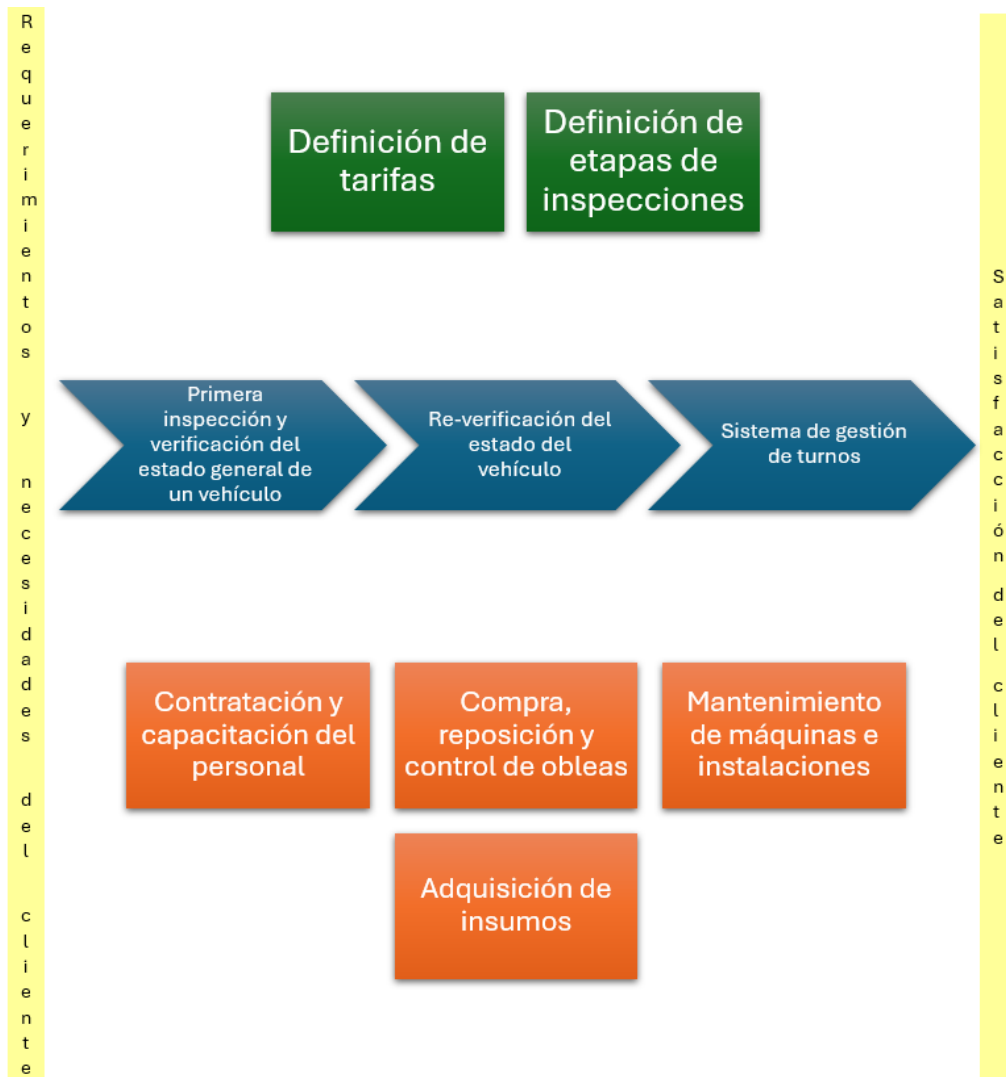 Requerimientos y necesidades del cliente
Definición de
tarifas
Definición de
etapas de
inspecciones
Primera
inspección y
verificación del
estado general de
un vehículo
Re-verificación del
estado del
vehículo
Sistema de gestión
de turnos
Contratación y
capacitación del
personal
Compra,
reposición y
control de obleas
Mantenimiento
de máquinas e
instalaciones
Adquisición de
insumos
Satisfacción del cliente